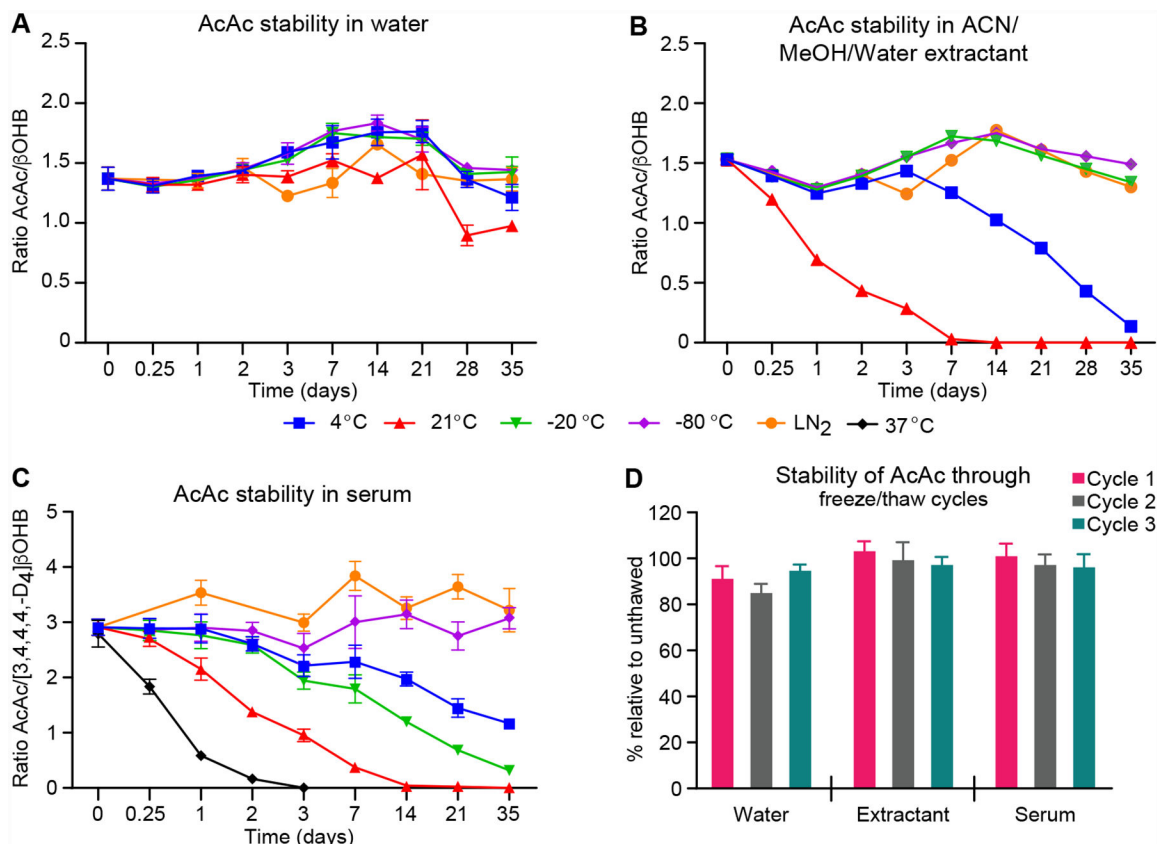 A
AcAc stability in water
Ratio AcAc/βOHB
2.5
2.0
1.5
1.0
0.5
0
0 0.25 1 2 3 7 14 21 28 35
Time (days)
B
AcAc stability in ACN/
MeOH/Water extractant
Ratio AcAc/βOHB
2.5
2.0
1.5
1.0
0.5
0
0 0.25 1 2 3 7 14 21 28 35
Time (days)
4°C 21°C -20 °C -80 °C LN2 37°C
C
AcAc stability in serum
Ratio AcAc/[3,4,4,4,-D4]βOHB
5
4
3
2
1
0
0 0.25 1 2 3 7 14 21 35
Time (days)
D
Stability of AcAc through
freeze/thaw cycles
Cycle 1
Cycle 2
Cycle 3
% relative to unthawed
120
100
80
60
40
20
0
Water Extractant Serum